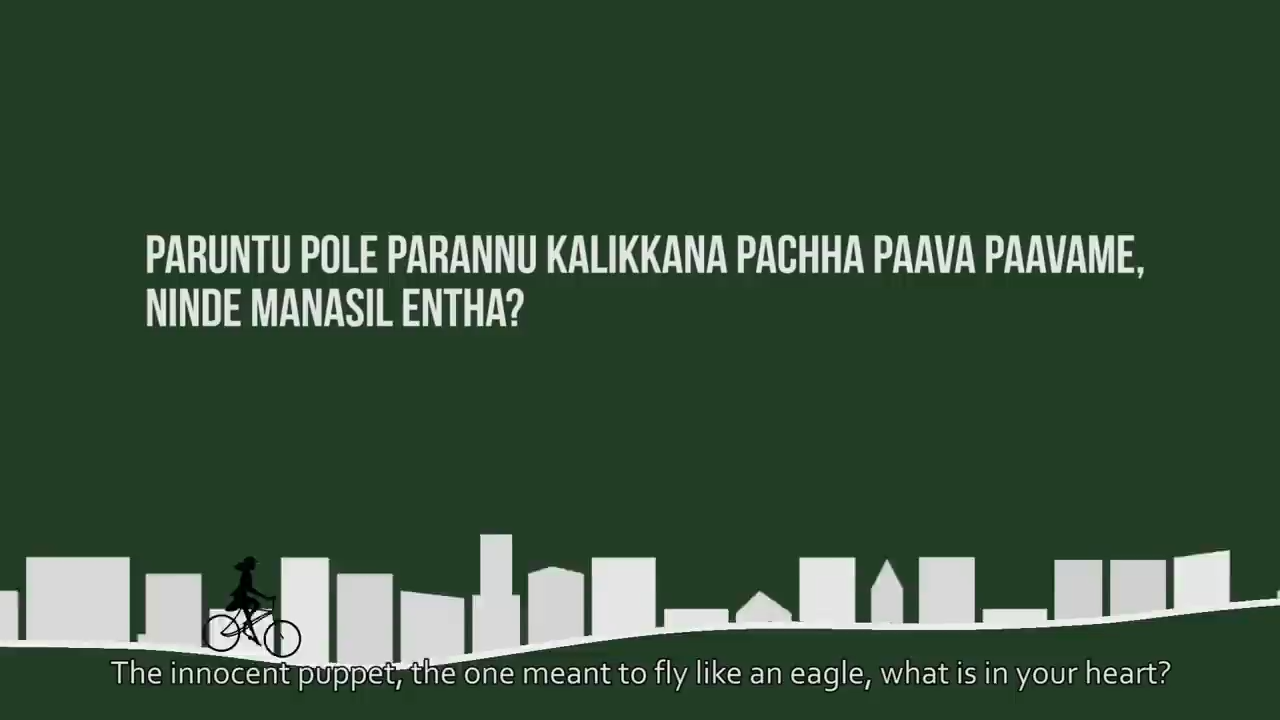 PARUNTU POLE PARANNU KALIKKANA PACHHA PAAVA PAAVAME,
NINDE MANASIL ENTHA?
The innocent puppet, the one meant to fly like an eagle, what is in your heart?